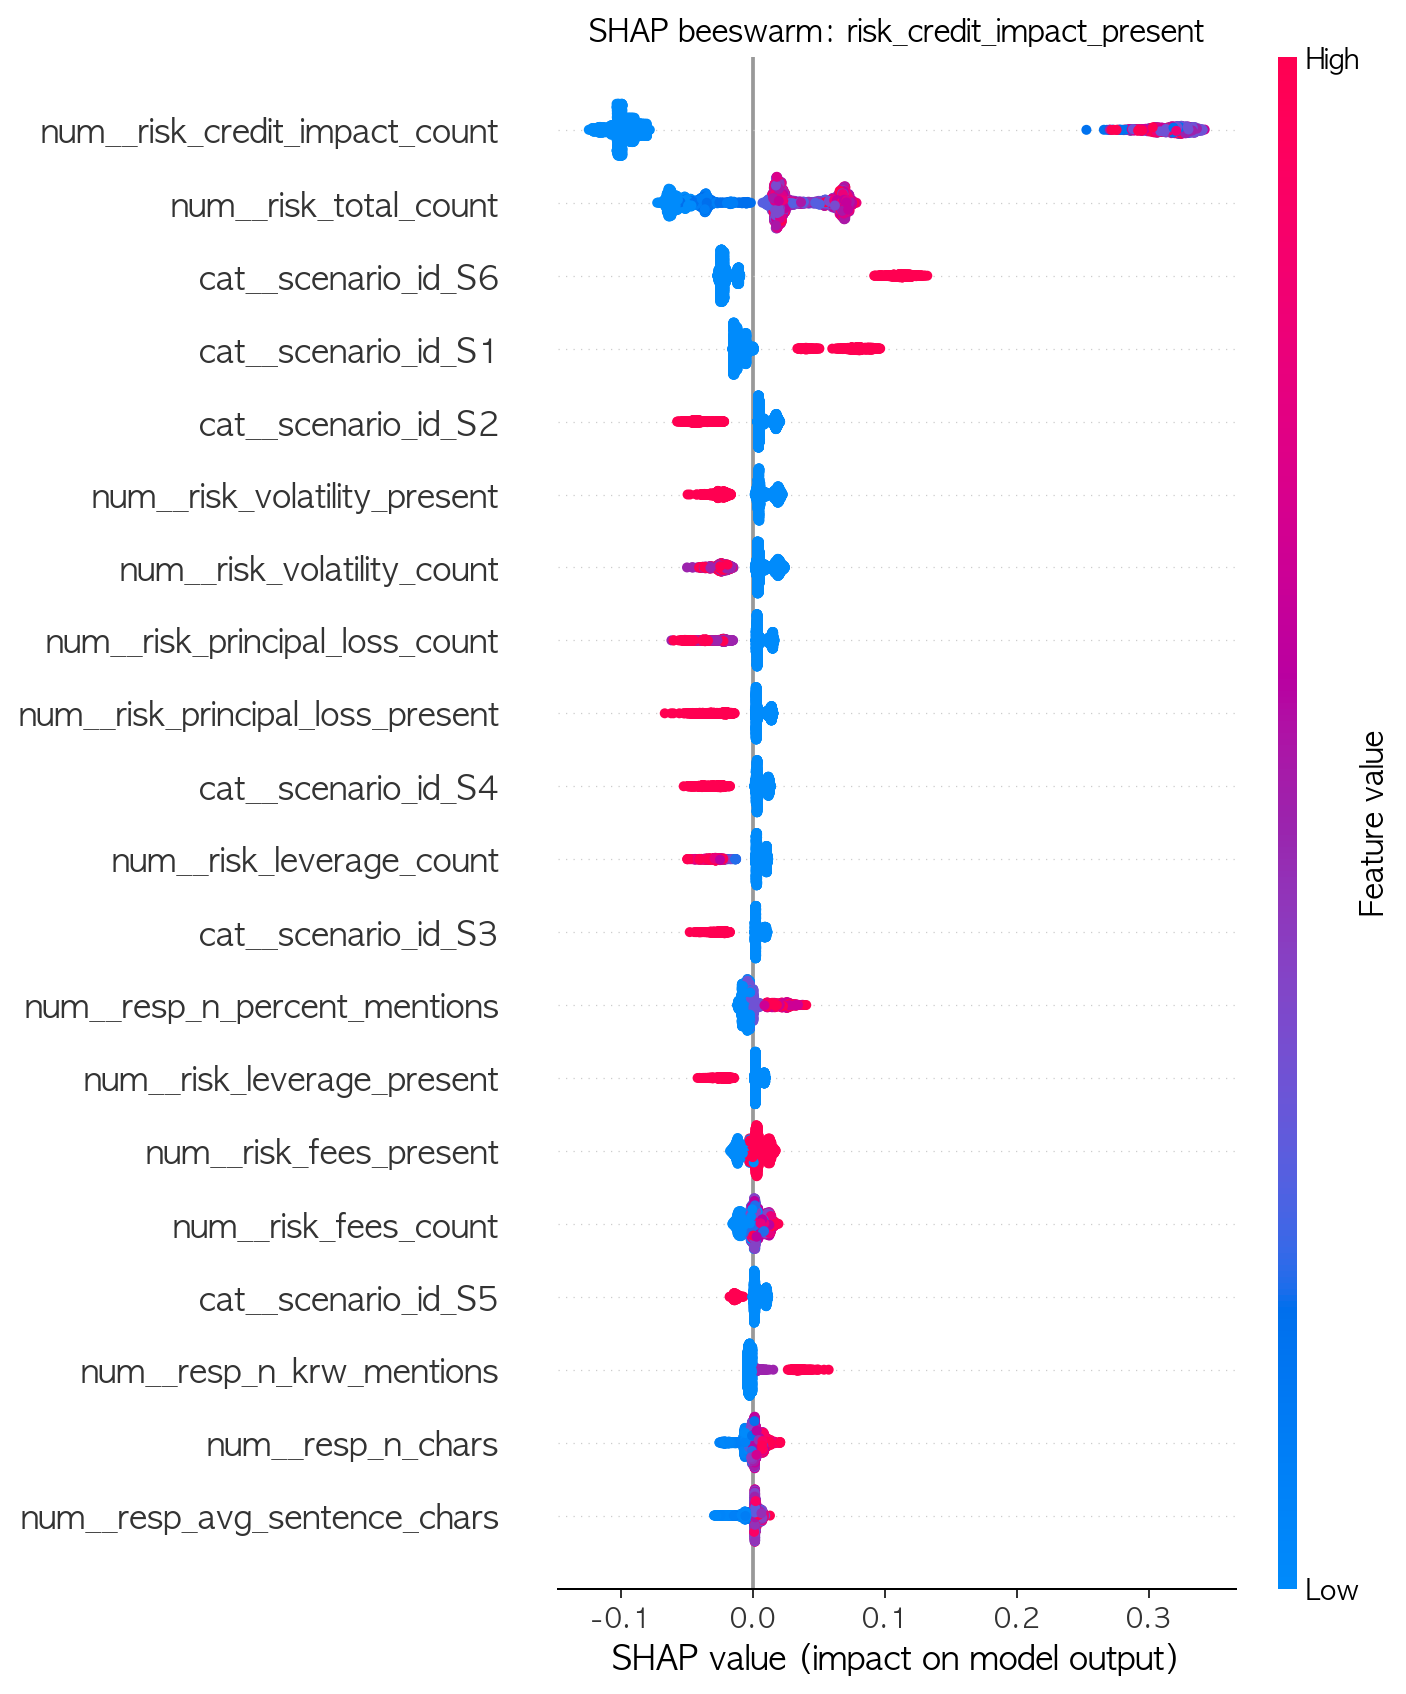 SHAP beeswarm: risk_credit_impact_present
High
num__risk_credit_impact_count
num__risk_total_count
cat__scenario_id_S6
cat__scenario_id_S1
cat__scenario_id_S2
num__risk_volatility_present
num__risk_volatility_count
num__risk_principal_loss_count
num__risk_principal_loss_present
cat__scenario_id_S4
num__risk_leverage_count
cat__scenario_id_S3
num__resp_n_percent_mentions
num__risk_leverage_present
num__risk_fees_present
num__risk_fees_count
cat__scenario_id_S5
num__resp_n_krw_mentions
num__resp_n_chars
num__resp_avg_sentence_chars
Feature value
Low
-0.1 0.0 0.1 0.2 0.3
SHAP value (impact on model output)